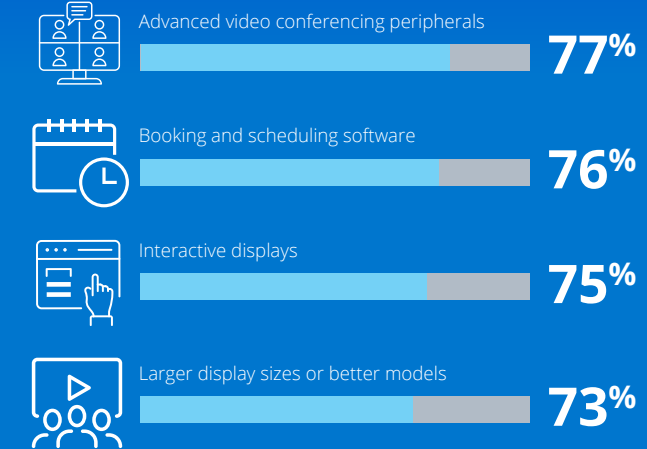 Advanced video conferencing peripherals
77%
Booking and scheduling software
76%
Interactive displays
75%
Larger display sizes or better models
73%